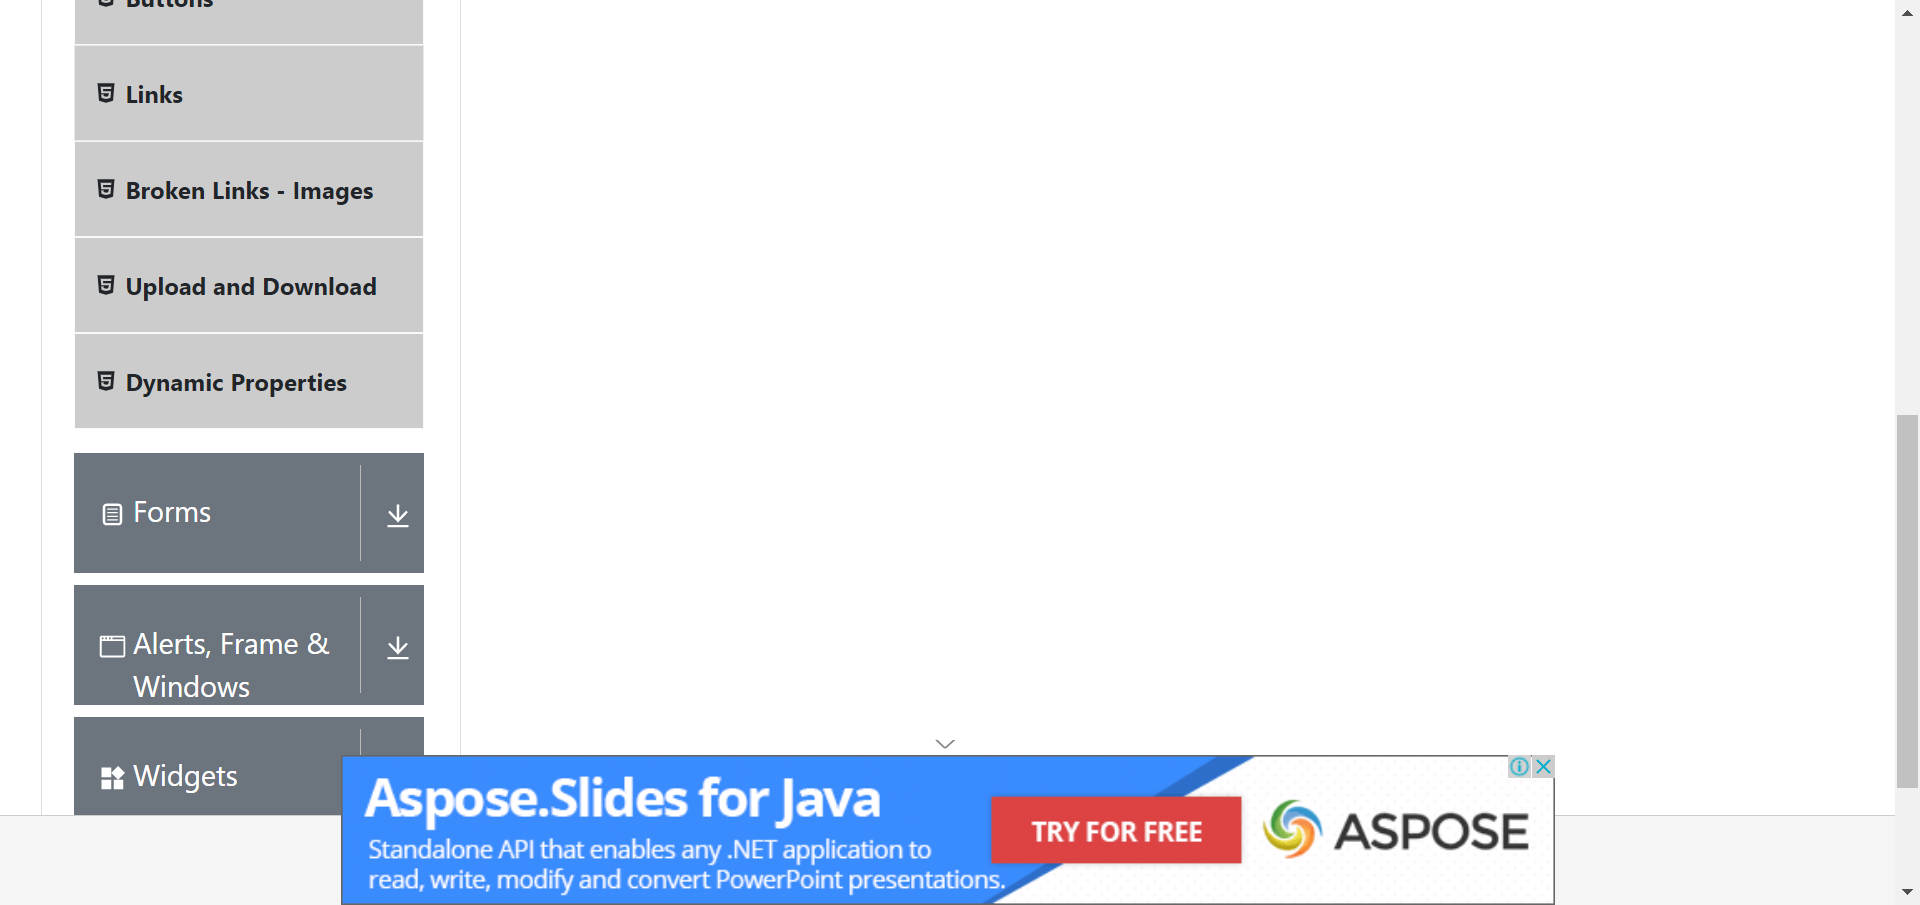 Buttons
Links
Broken Links - Images
Upload and Download
Dynamic Properties
Forms
Alerts, Frame &
Windows
Widgets
Aspose.Slides for Java
Standalone API that enables any .NET application to
read, write, modify and convert PowerPoint presentations.
TRY FOR FREE
ASPOSE